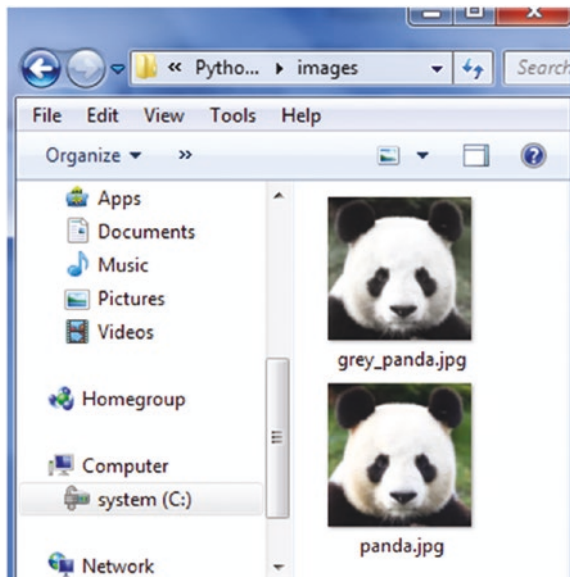 « Pytho... ▸ images
Search
File Edit View Tools Help
Organize »
Apps
Documents
Music
Pictures
Videos
Homegroup
Computer
system (C:)
Network
grey_panda.jpg
panda.jpg